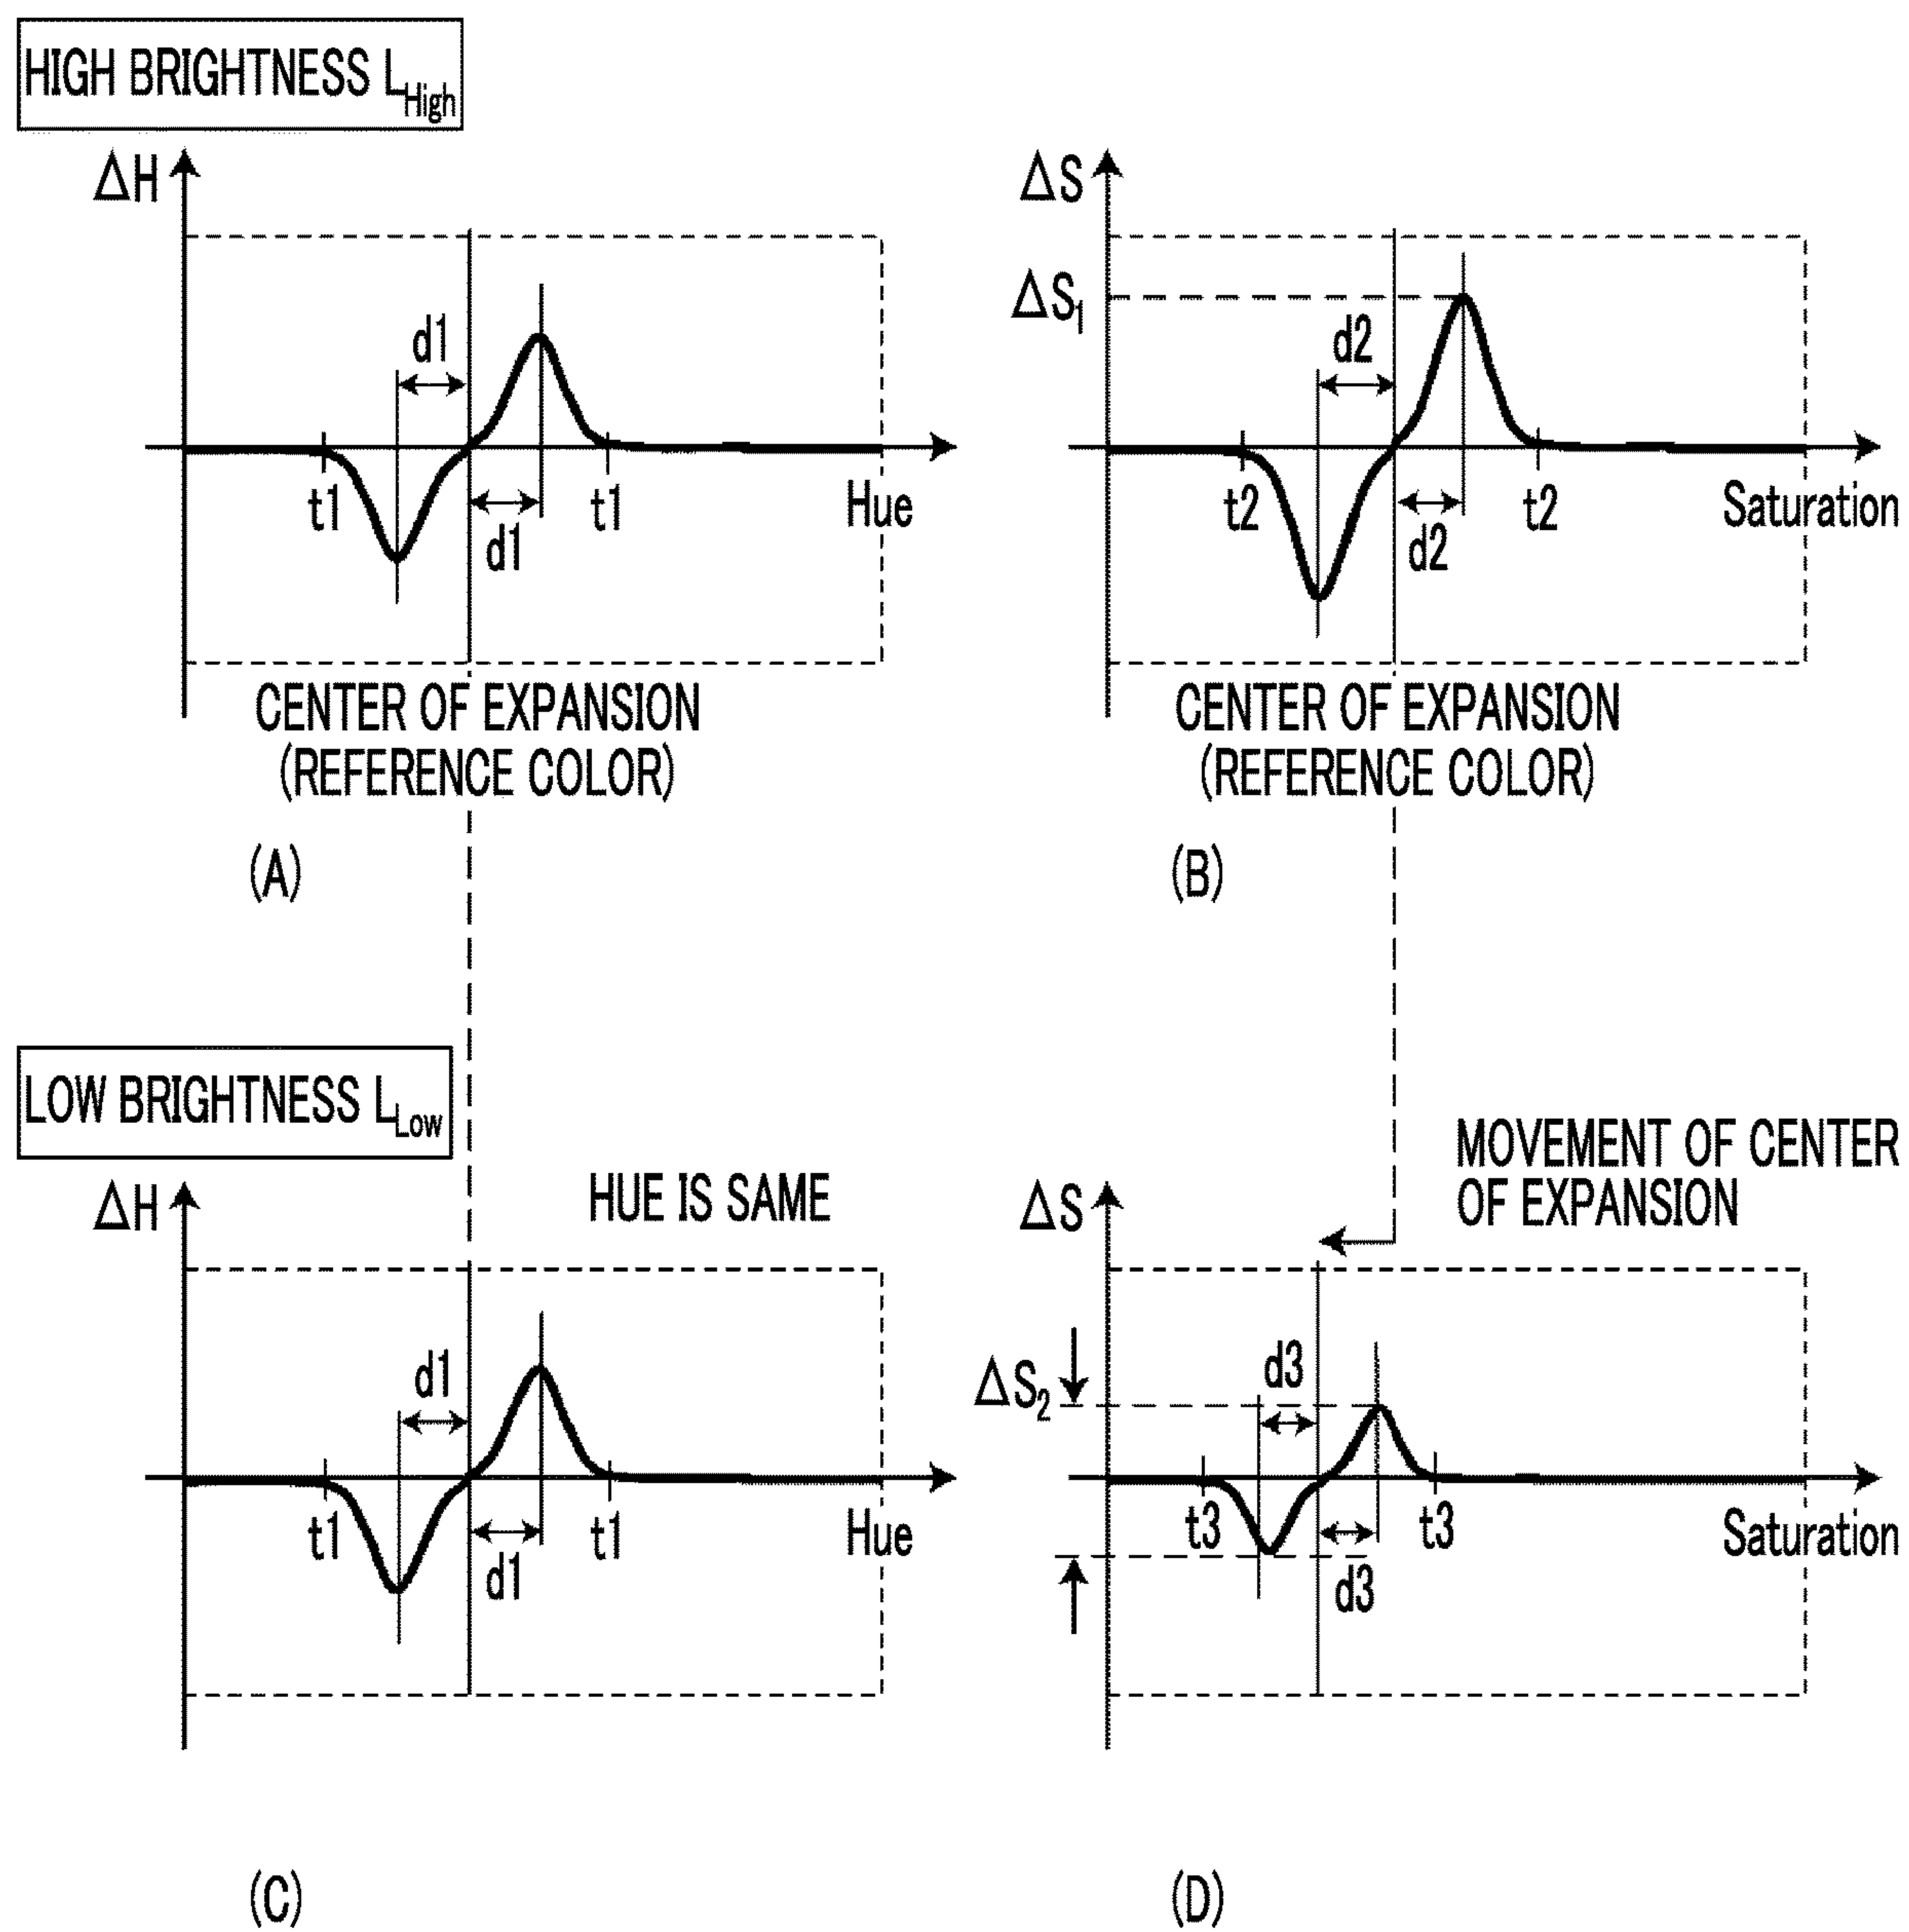 HIGH BRIGHTNESS L_High
ΔH
ΔS
ΔS1
d1
d2
t1
d1
t1
Hue
t2
d2
t2
Saturation
CENTER OF EXPANSION
(REFERENCE COLOR)
CENTER OF EXPANSION
(REFERENCE COLOR)
(A)
(B)
LOW BRIGHTNESS L_Low
HUE IS SAME
MOVEMENT OF CENTER
OF EXPANSION
ΔH
ΔS
ΔS2
d1
d3
t1
d1
t1
Hue
t3
d3
t3
Saturation
(C)
(D)